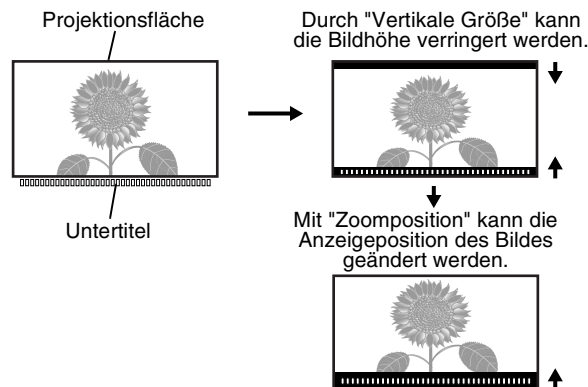 Projektionsfläche
Untertitel
Durch "Vertikale Größe" kann
die Bildhöhe verringert werden.
Mit "Zoomposition" kann die
Anzeigeposition des Bildes
geändert werden.